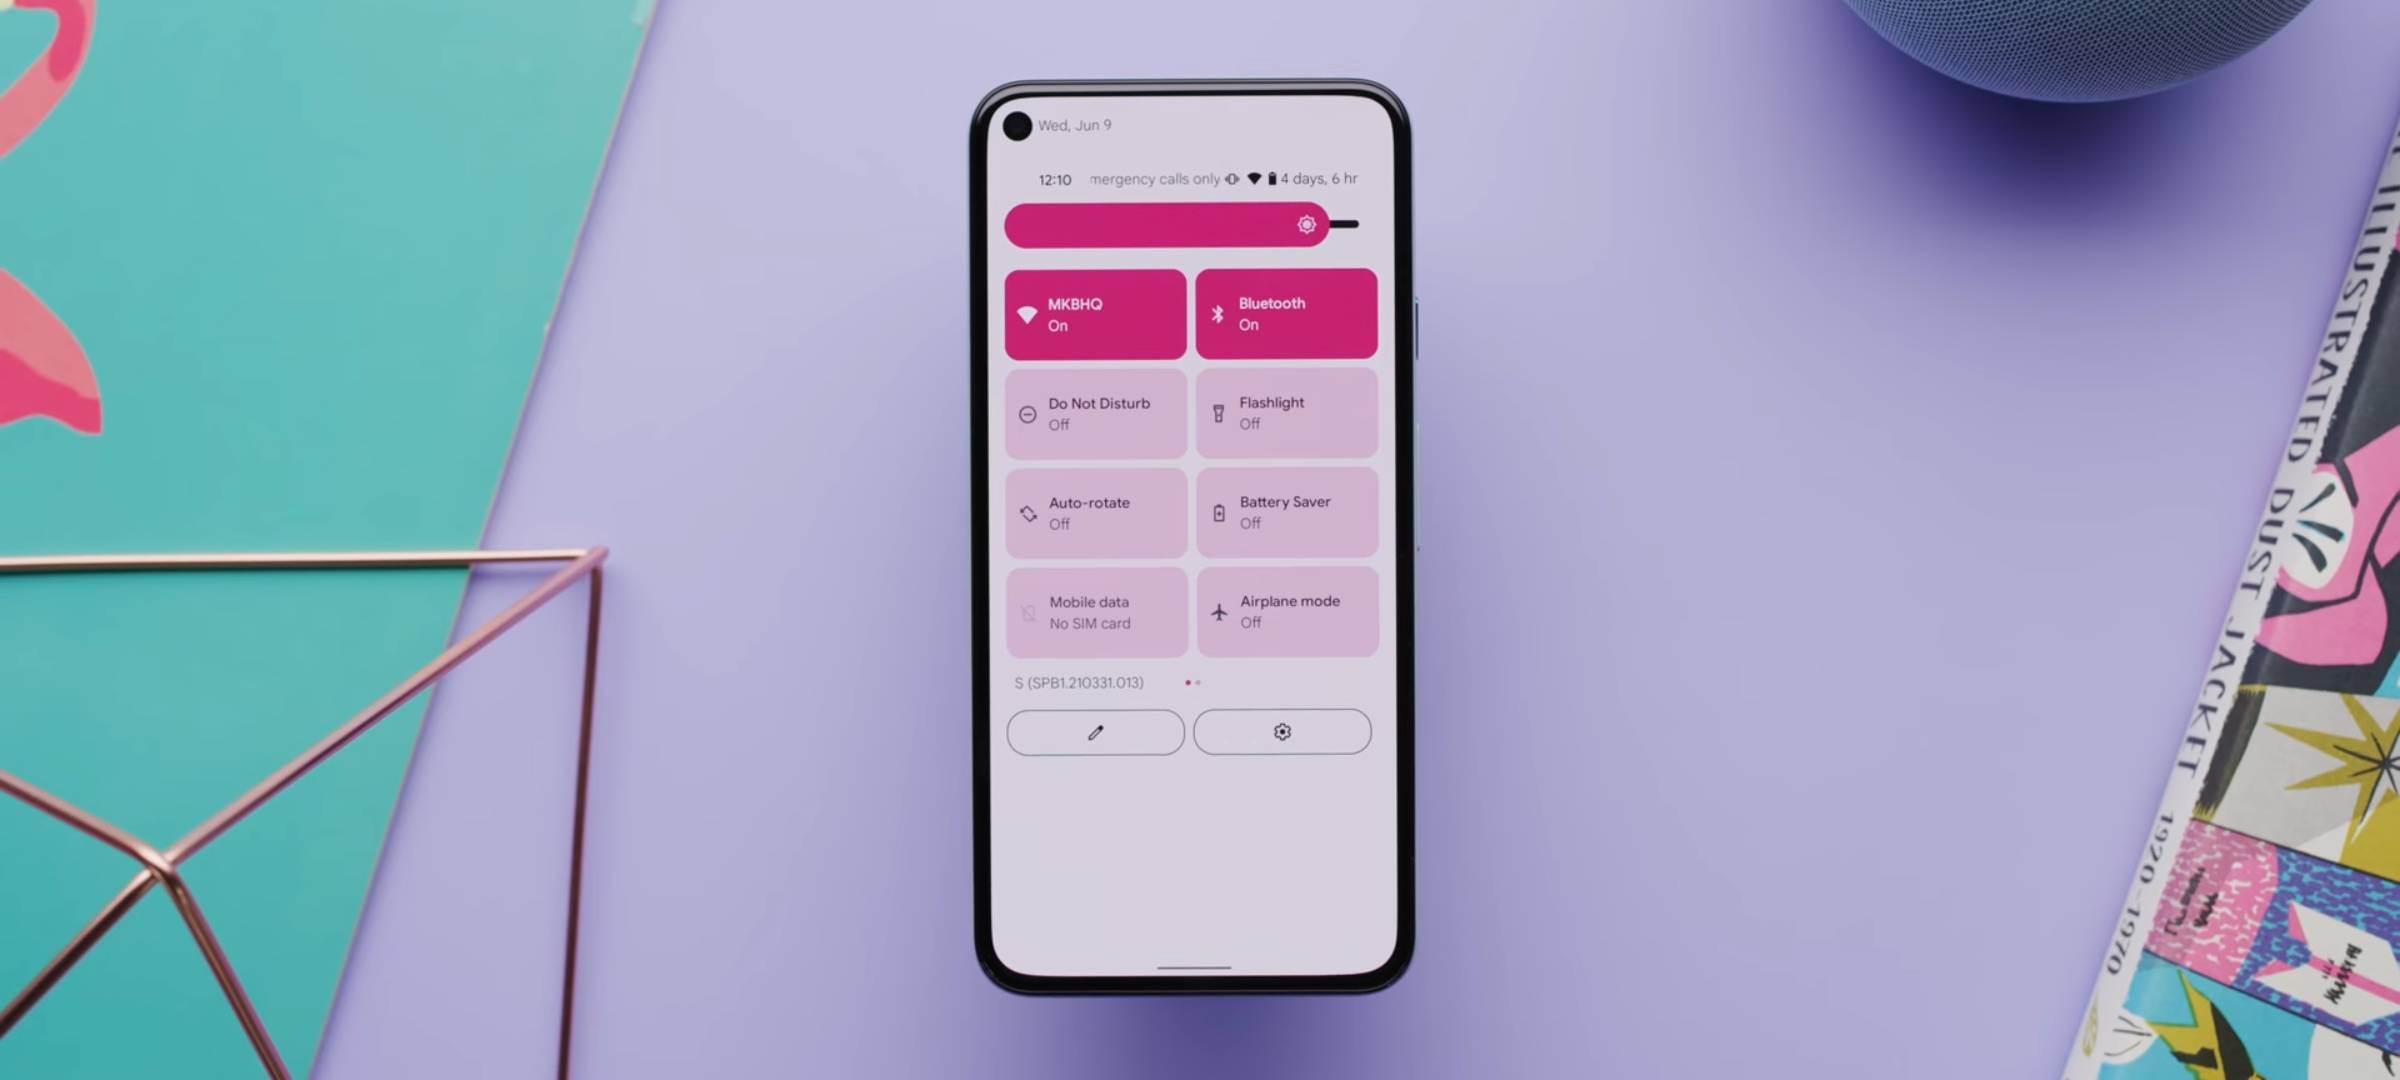 Wed, Jun 9
12:10 mergency calls only 4 days, 6 hr
MKBHQ
On
Bluetooth
On
Do Not Disturb
Off
Flashlight
Off
Auto-rotate
Off
Battery Saver
Off
Mobile data
No SIM card
Airplane mode
Off
S (SPB1.210331.013)
ILLUSTRATED DUST JACKET 1920-1970